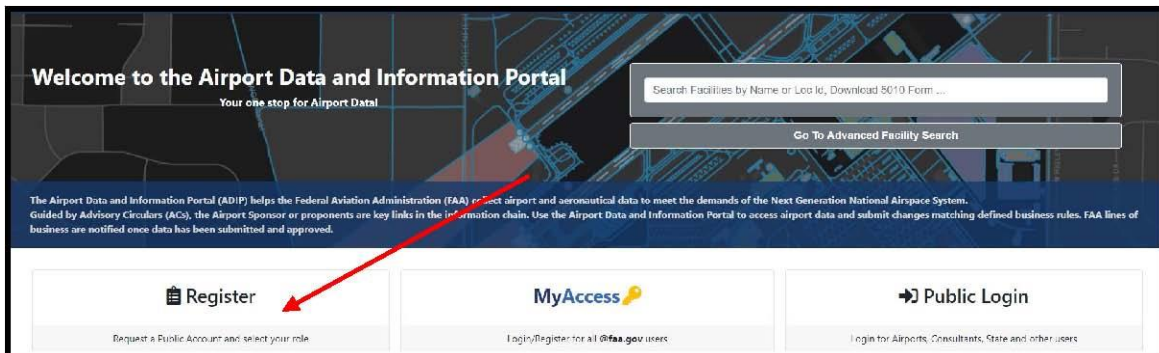 Welcome to the Airport Data and Information Portal
Your one stop for Airport Data!
Search Facilities by Name or Loc Id, Download 5010 Form ...
Go To Advanced Facility Search
The Airport Data and Information Portal (ADIP) helps the Federal Aviation Administration (FAA) collect airport and aeronautical data to meet the demands of the Next Generation National Airspace System.
Guided by Advisory Circulars (ACs), the Airport Sponsor or proponents are key links in the information chain. Use the Airport Data and Information Portal to access airport data and submit changes matching defined business rules. FAA lines of
business are notified once data has been submitted and approved.
Register
MyAccess
Public Login
Request a Public Account and select your role
Login/Register for all @faa.gov users
Login for Airports, Consultants, State and other users